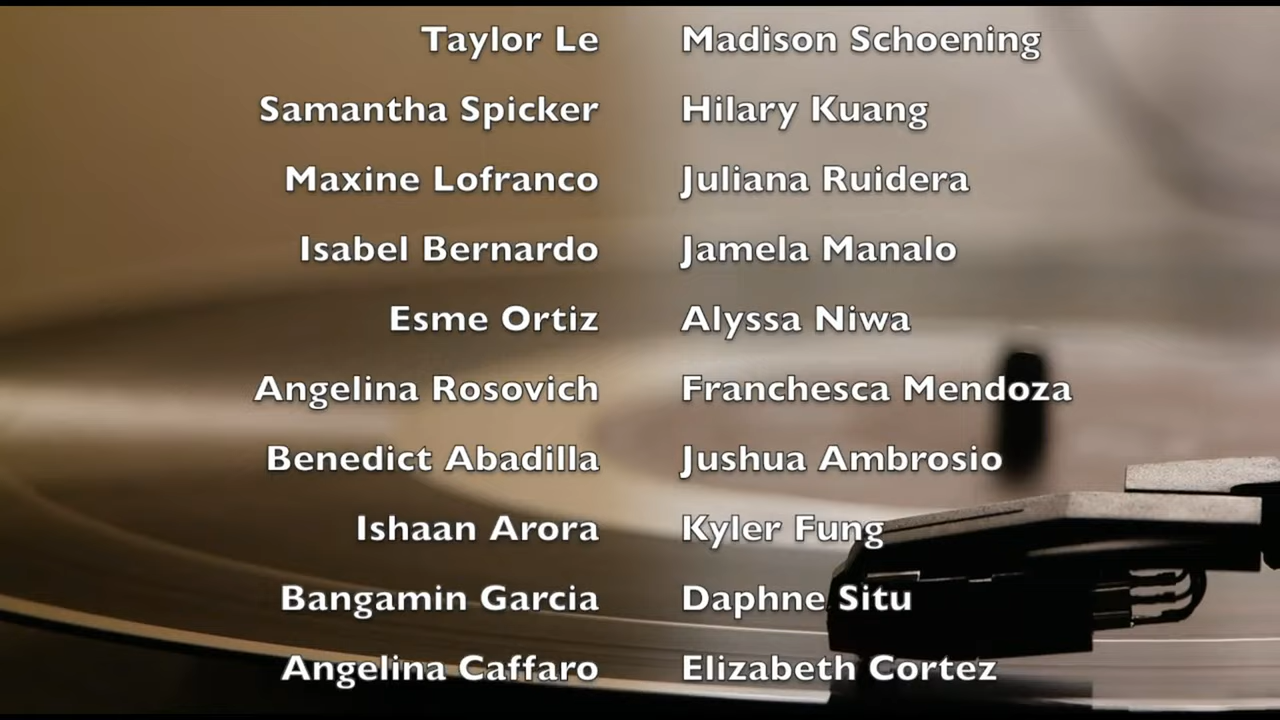 Taylor Le Madison Schoening
Samantha Spicker Hilary Kuang
Maxine Lofranco Juliana Ruidera
Isabel Bernardo Jamela Manalo
Esme Ortiz Alyssa Niwa
Angelina Rosovich Franchesca Mendoza
Benedict Abadilla Jushua Ambrosio
Ishaan Arora Kyler Fung
Bangamin Garcia Daphne Situ
Angelina Caffaro Elizabeth Cortez